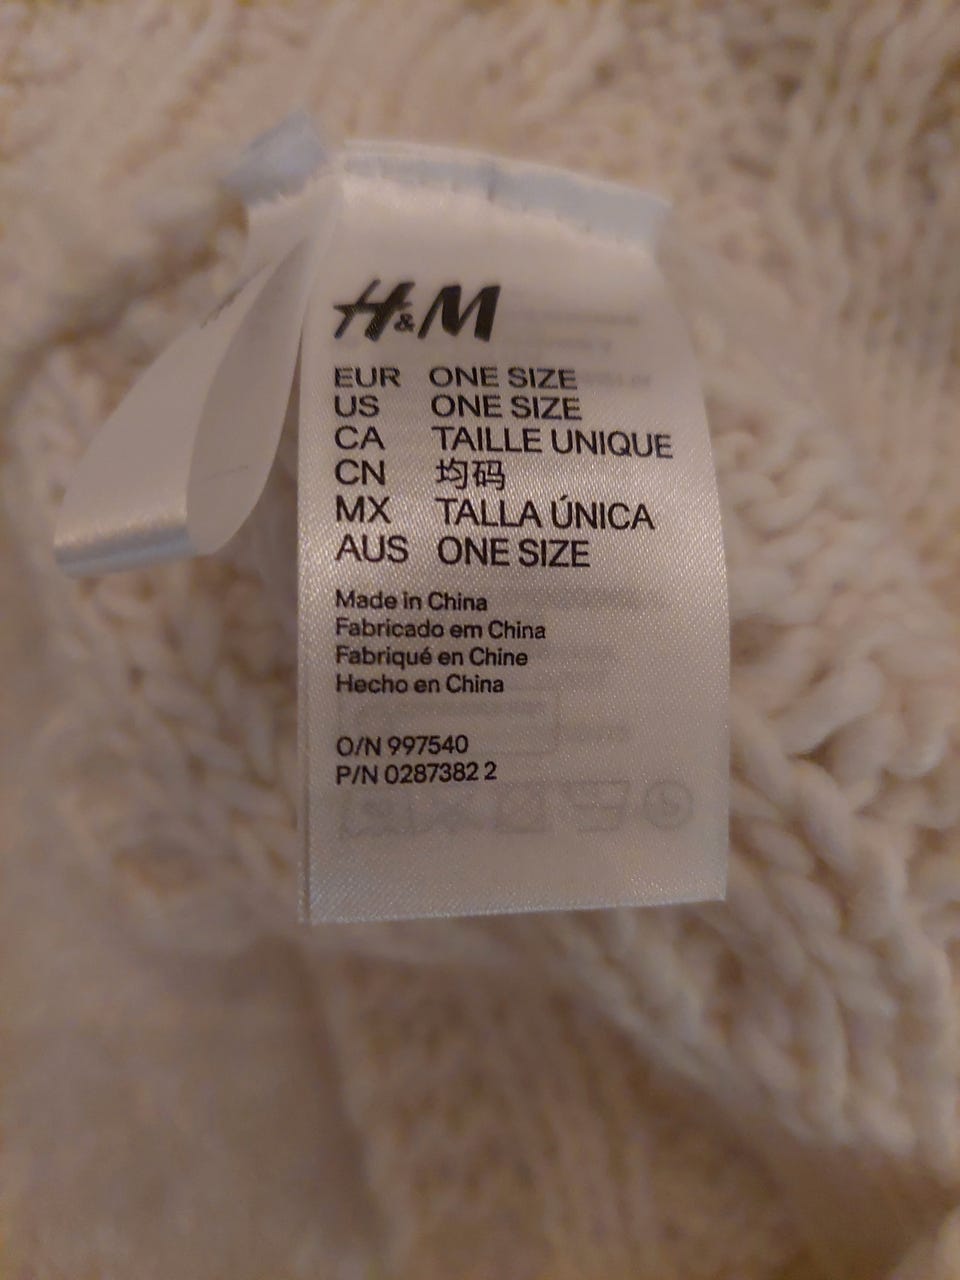 H&M
EUR ONE SIZE
US ONE SIZE
CA TAILLE UNIQUE
CN 均码
MX TALLA ÚNICA
AUS ONE SIZE
Made in China
Fabricado em China
Fabriqué en Chine
Hecho en China
O/N 997540
P/N 0287382 2